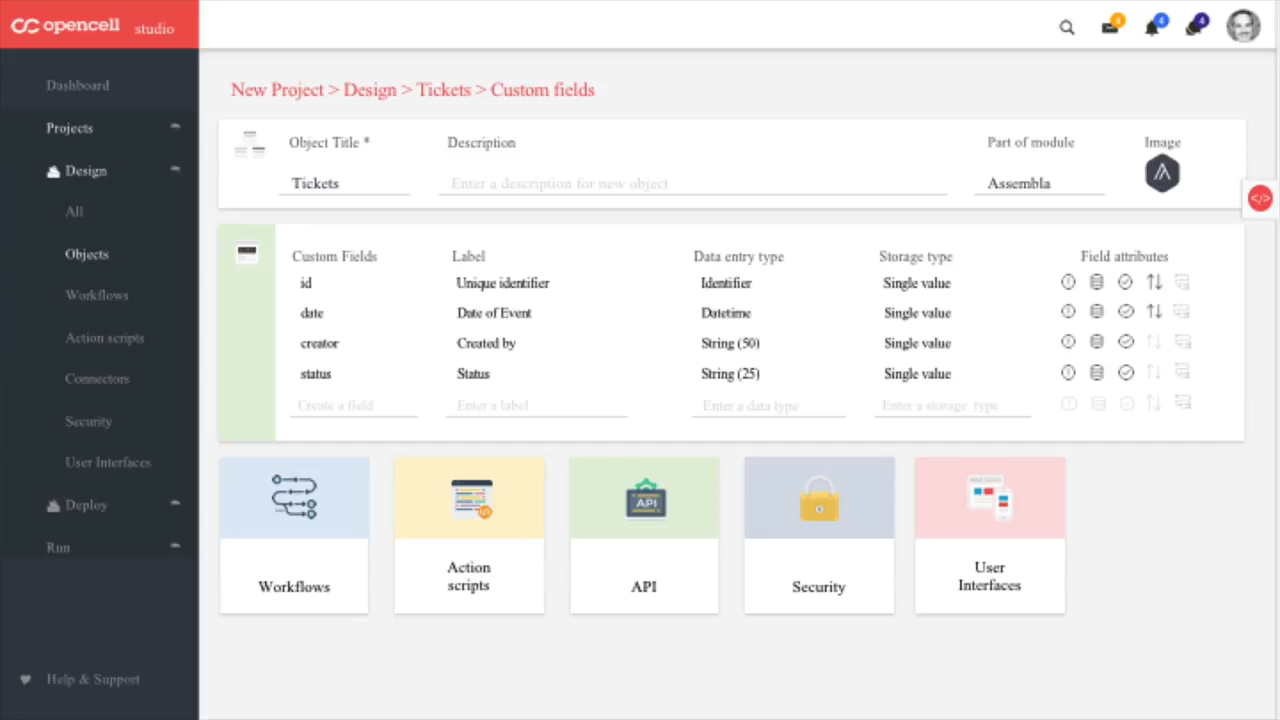 opencell studio
4 4 4
Dashboard
New Project > Design > Tickets > Custom fields
Projects
Design
All
Objects
Workflows
Action scripts
Connectors
Security
User Interfaces
Deploy
Run
Help & Support
Object Title * Description Part of module Image
Tickets Enter a description for new object Assembla
</>
Custom Fields Label Data entry type Storage type Field attributes
id Unique identifier Identifier Single value
date Date of Event Datetime Single value
creator Created by String (50) Single value
status Status String (25) Single value
Create a field Enter a label Enter a data type Enter a storage type
API
Workflows
Action
scripts
API
Security
User
Interfaces